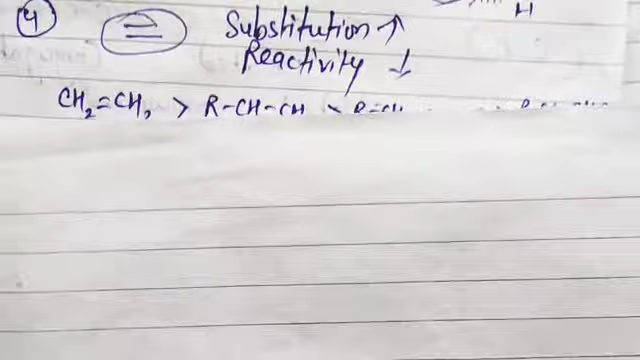 H
④ = Substitution ↑
Reactivity ↓
CH₂=CH₂ > R-CH-CH >